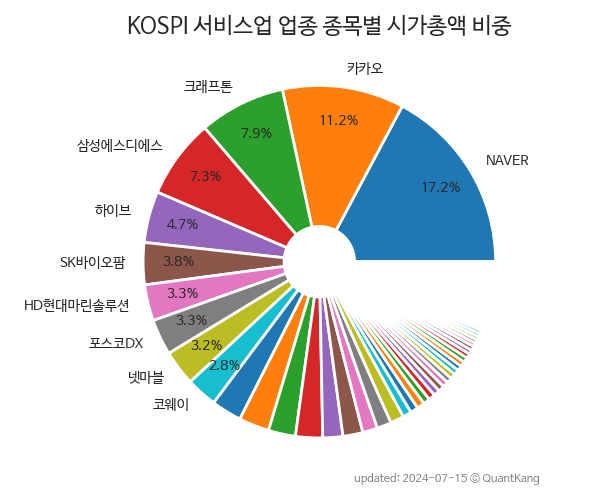 KOSPI 서비스업 업종 종목별 시가총액 비중
카카오
크래프톤
11.2%
7.9%
삼성에스디에스
NAVER
7.3%
17.2%
하이브
4.7%
SK바이오팜
3.8%
HD현대마린솔루션
3.3%
3.3%
포스코DX
3.2%
넷마블
2.8%
코웨이
updated: 2024-07-15 © QuantKang